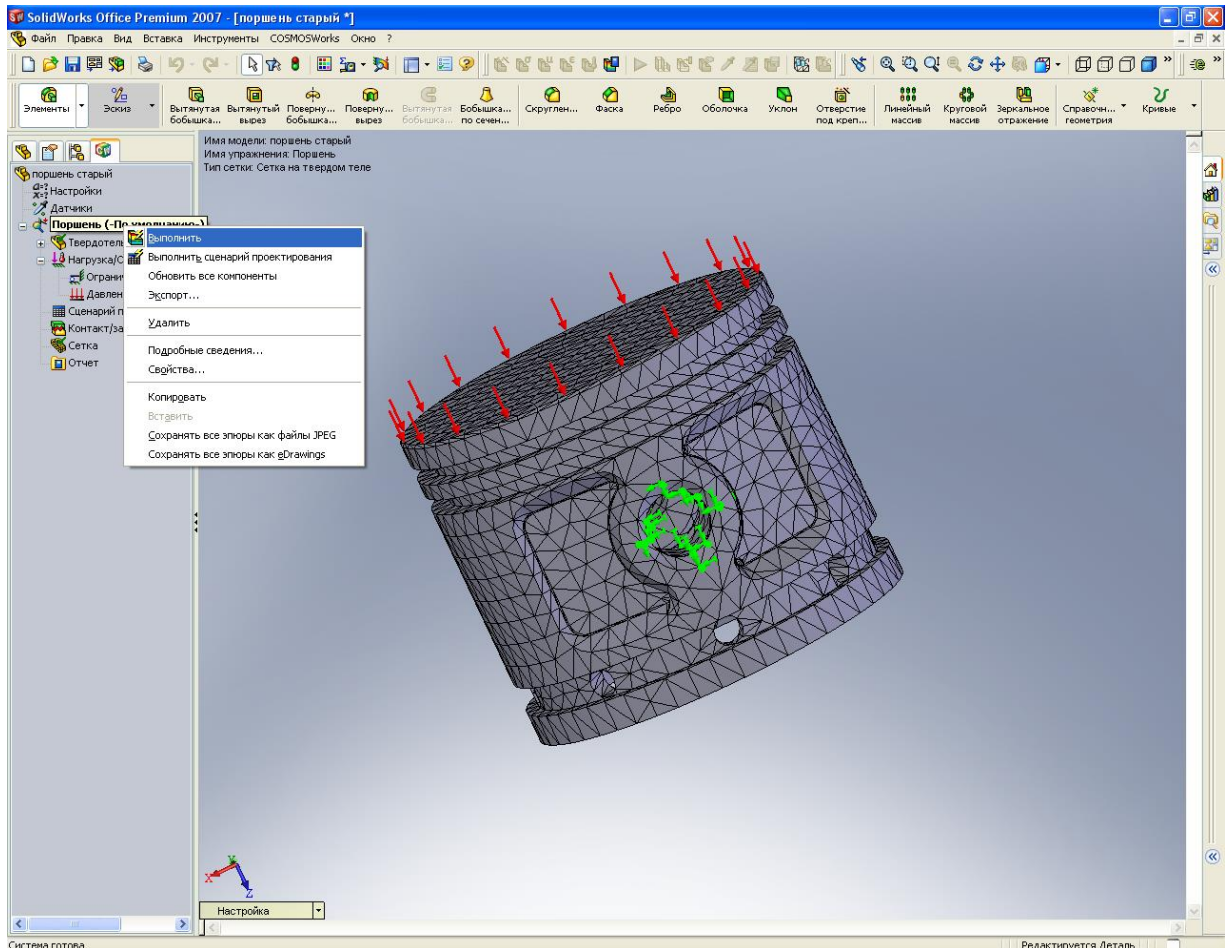 SolidWorks Office Premium 2007 - [поршень старый *]
Файл Правка Вид Вставка Инструменты COSMOSWorks Окно ?
Элементы Эскиз Вытянутая бобышка... Вытянутый вырез Поверну... бобышка... Поверну... вырез Вытянутая бобышка... Бобышка... по сечен... Скруглен... Фаска Ребро Оболочка Уклон Отверстие под креп... Линейный массив Круговой массив Зеркальное отражение Справочн... геометрия Кривые
Имя модели: поршень старый
Имя упражнения: Поршень
Тип сетки: Сетка на твердом теле
поршень старый
Настройки
Датчики
Поршень (-По умолчанию-)
Твердотель
Нагрузка/С
Ограни
Давлен
Сценарий п
Контакт/за
Сетка
Отчет
Выполнить
Выполнить сценарий проектирования
Обновить все компоненты
Экспорт...
Удалить
Подробные сведения...
Свойства...
Копировать
Вставить
Сохранять все эпюры как файлы JPEG
Сохранять все эпюры как eDrawings
Y
X
Z
Настройка
Система готова
Редактируется Деталь